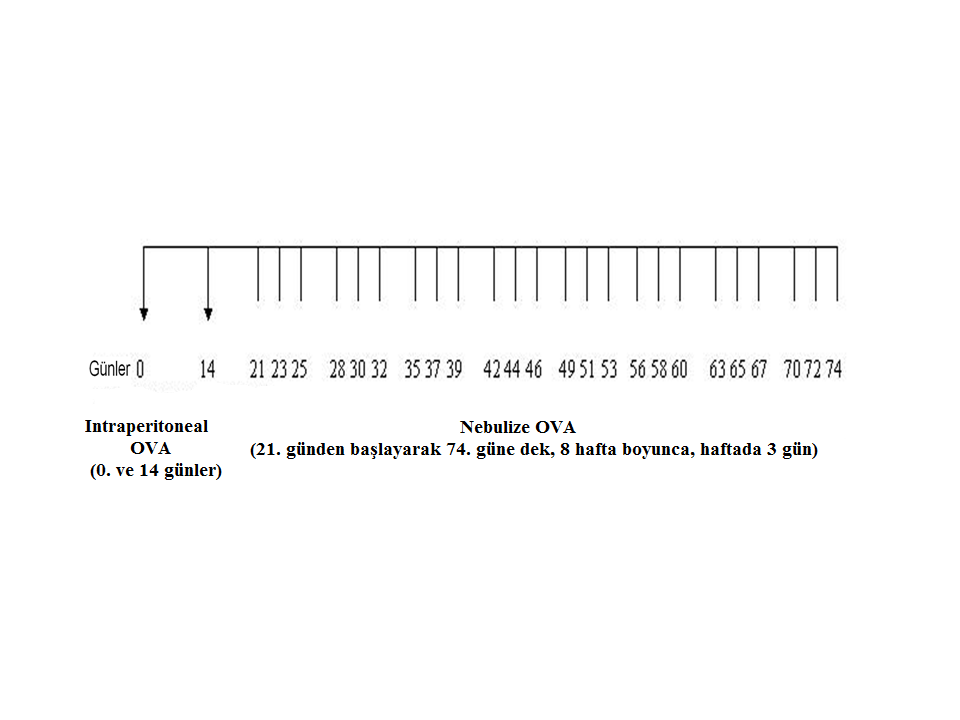 Günler 0 14 21 23 25 28 30 32 35 37 39 42 44 46 49 51 53 56 58 60 63 65 67 70 72 74
Intraperitoneal
OVA
(0. ve 14 günler)
Nebulize OVA
(21. günden başlayarak 74. güne dek, 8 hafta boyunca, haftada 3 gün)